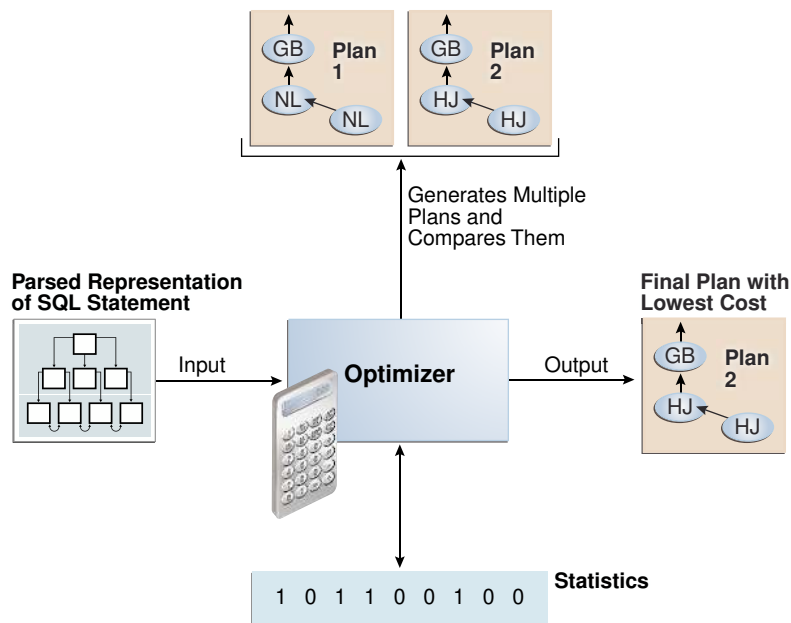 GB
Plan
1
NL
NL
GB
Plan
2
HJ
HJ
Generates Multiple
Plans and
Compares Them
Parsed Representation
of SQL Statement
Input
Optimizer
Output
Final Plan with
Lowest Cost
GB
Plan
2
HJ
HJ
Statistics
1 0 1 1 0 0 1 0 0